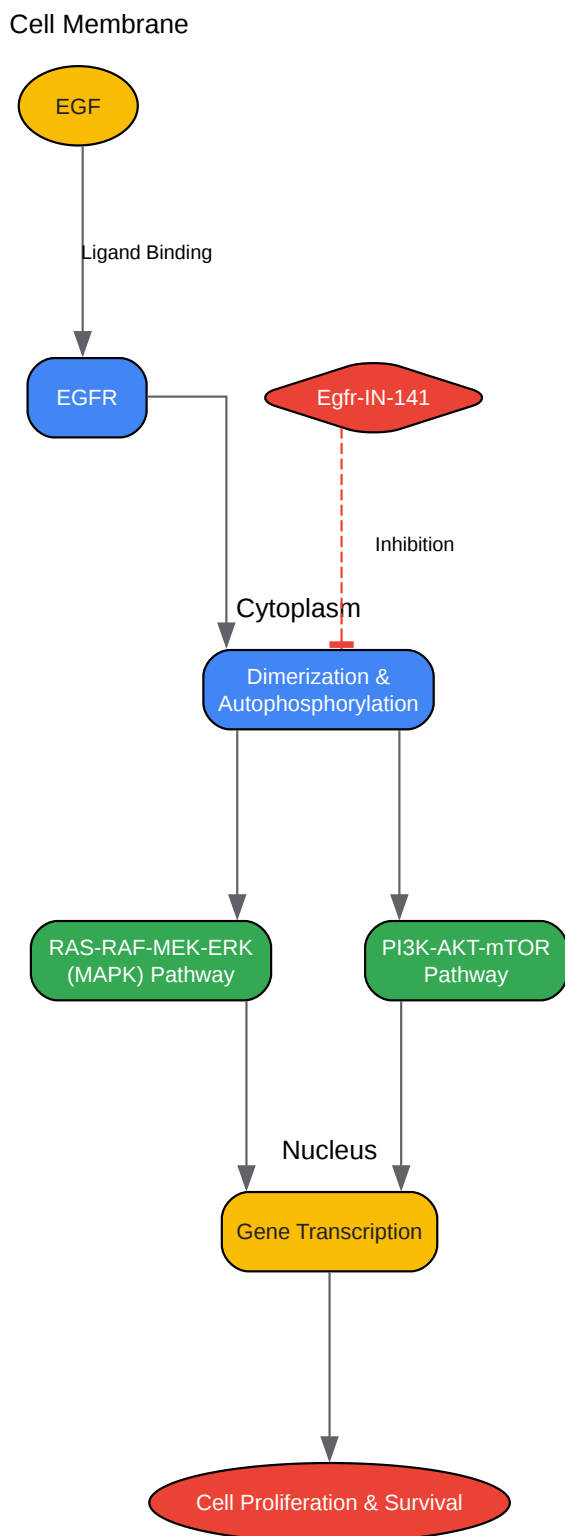 Cell Membrane
EGF
Ligand Binding
EGFR
Egfr-IN-141
Inhibition
Cytoplasm
Dimerization &
Autophosphorylation
RAS-RAF-MEK-ERK
(MAPK) Pathway
PI3K-AKT-mTOR
Pathway
Nucleus
Gene Transcription
Cell Proliferation & Survival